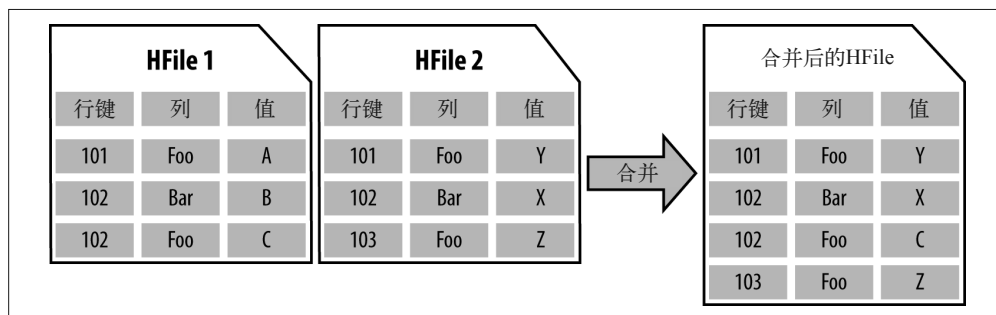 HFile 1
行键 列 值
101 Foo A
102 Bar B
102 Foo C
HFile 2
行键 列 值
101 Foo Y
102 Bar X
103 Foo Z
合并
合并后的HFile
行键 列 值
101 Foo Y
102 Bar X
102 Foo C
103 Foo Z